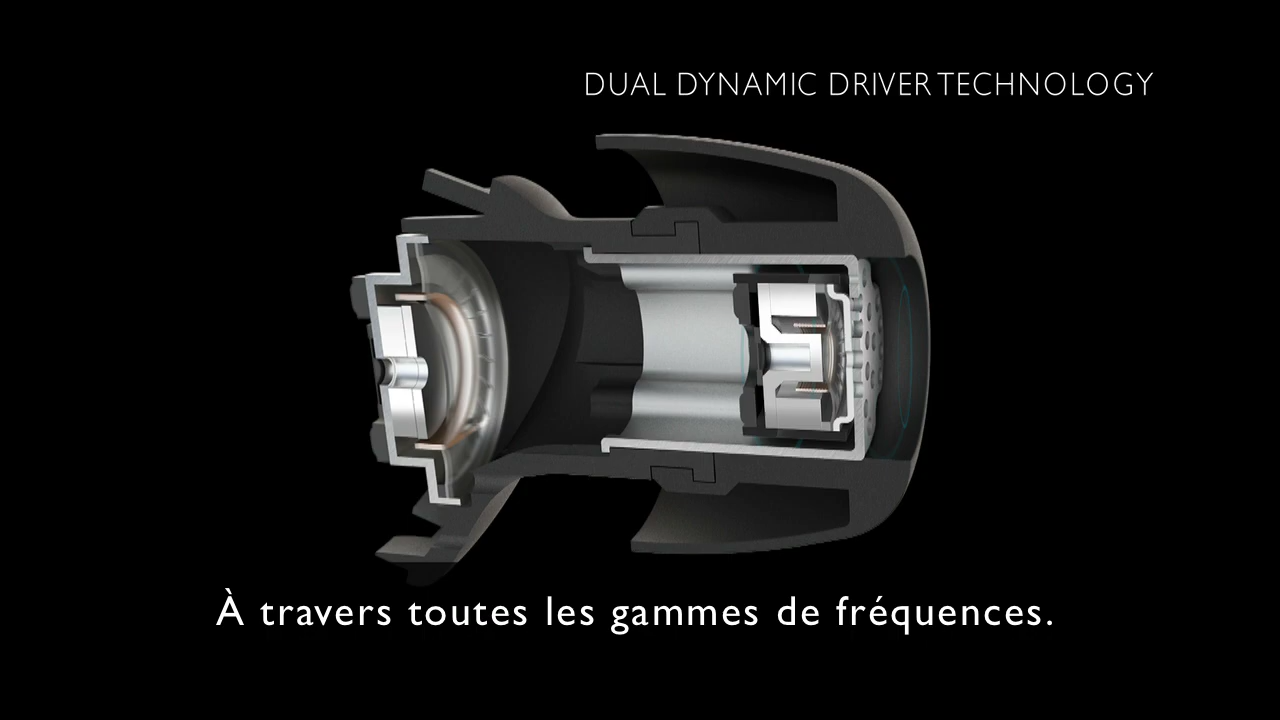 DUAL DYNAMIC DRIVER TECHNOLOGY
À travers toutes les gammes de fréquences.